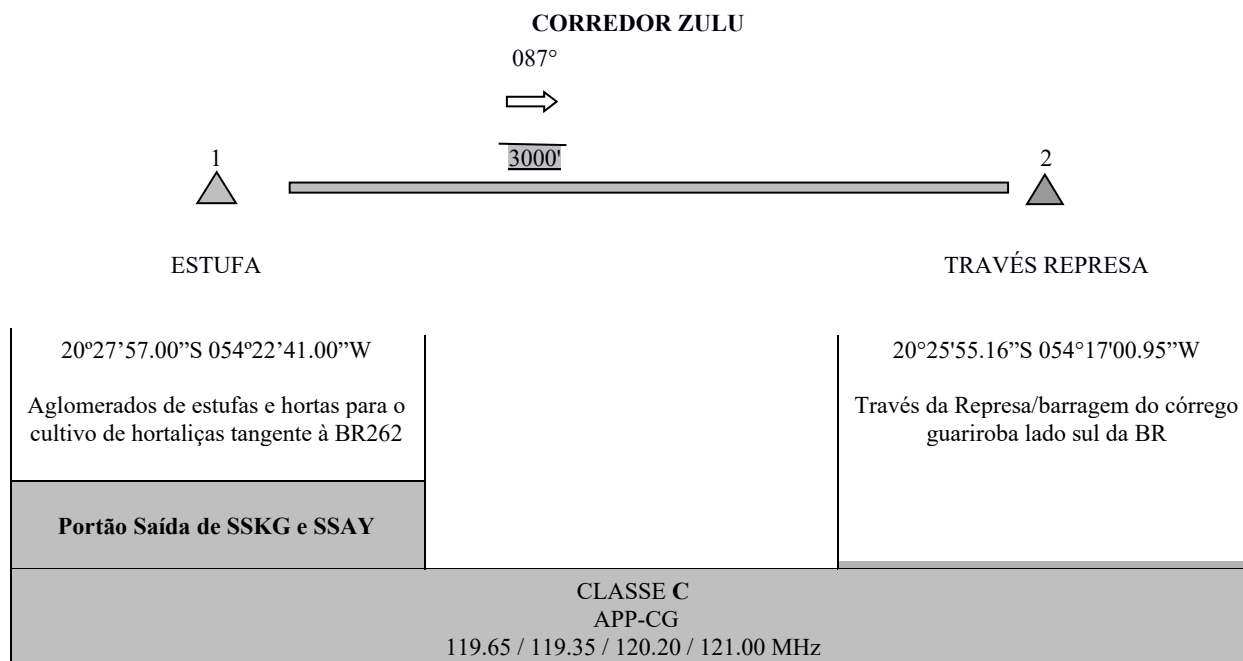 CORREDOR ZULU
087°
3000'
1
2
ESTUFA
TRAVÉS REPRESA
20º27’57.00”S 054º22’41.00”W
Aglomerados de estufas e hortas para o
cultivo de hortaliças tangente à BR262
Portão Saída de SSKG e SSAY
20°25'55.16”S 054°17'00.95”W
Través da Represa/barragem do córrego
guariroba lado sul da BR
CLASSE C
APP-CG
119.65 / 119.35 / 120.20 / 121.00 MHz